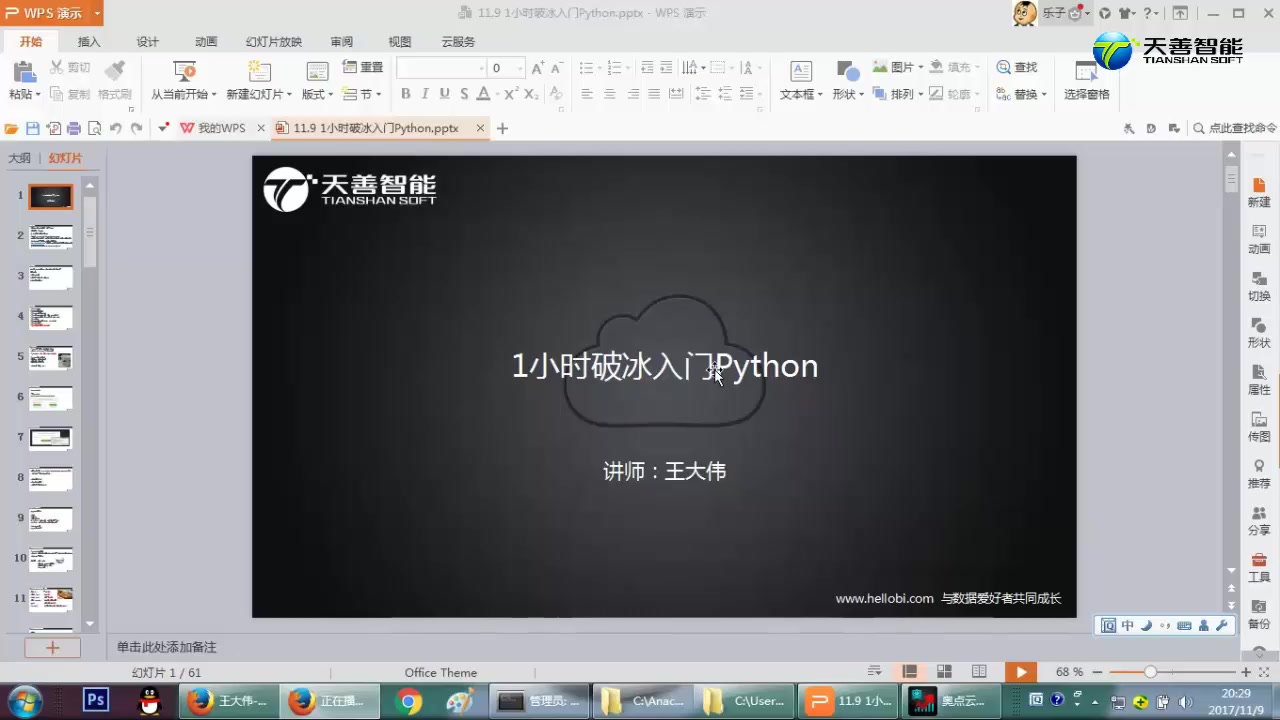 WPS 演示
11.9 1小时破冰入门Python.pptx - WPS 演示
乐子
开始 插入 设计 动画 幻灯片放映 审阅 视图 云服务
天善智能
TIANSHAN SOFT
粘贴 剪切 复制 格式刷 从当前开始 新建幻灯片 版式 重置 节 0 B I U S A X² X₂ 文本框 形状 图片 排列 填充 轮廓 查找 替换 选择窗格
我的WPS 11.9 1小时破冰入门Python.pptx 点此查找命令
大纲 幻灯片
1
2
3
4
5
6
7
8
9
10
11
天善智能
TIANSHAN SOFT
1小时破冰入门Python
讲师：王大伟
www.hellobi.com 与数据爱好者共同成长
新建
动画
切换
形状
属性
传图
推荐
分享
工具
备份
中
单击此处添加备注
幻灯片 1 / 61 Office Theme 68 %
Ps 王大伟-... 正在播... 管理员: ... C:\Anac... C:\User... 11.9 1小... 奥点云...
20:29
2017/11/9